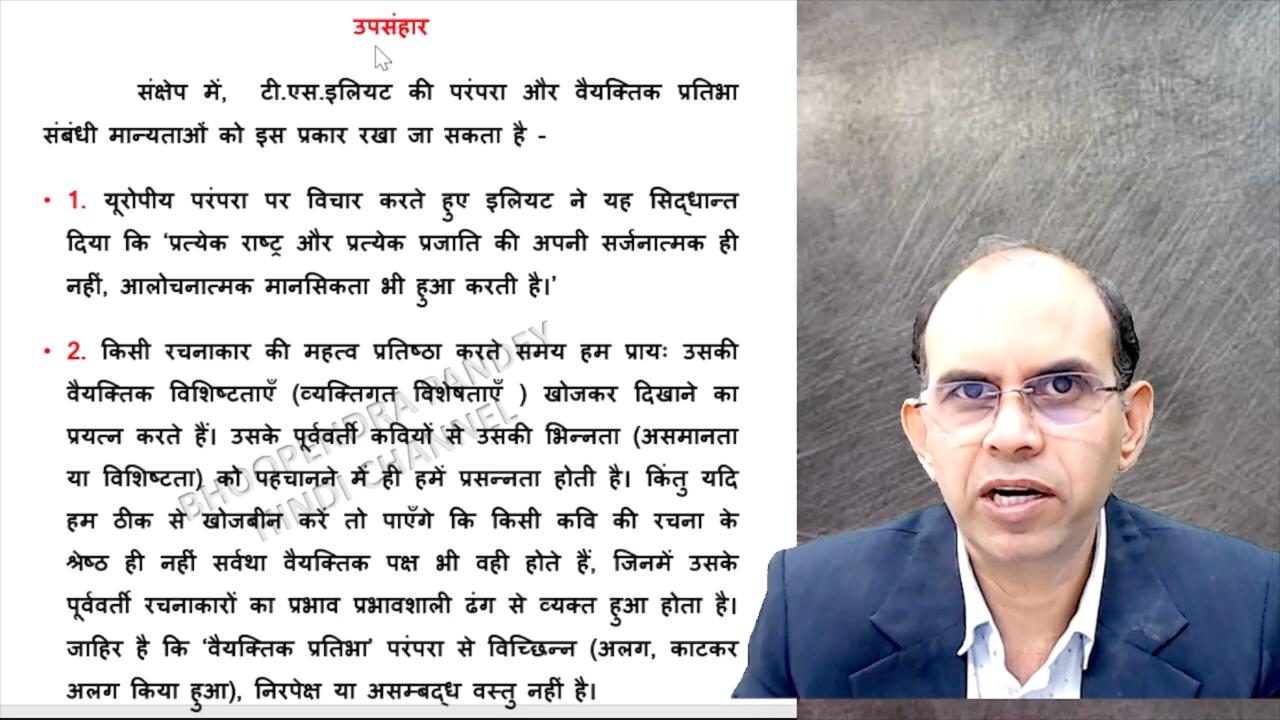 उपसंहार
संक्षेप में, टी.एस.इलियट की परंपरा और वैयक्तिक प्रतिभा
संबंधी मान्यताओं को इस प्रकार रखा जा सकता है -
• 1. यूरोपीय परंपरा पर विचार करते हुए इलियट ने यह सिद्धान्त
दिया कि ‘प्रत्येक राष्ट्र और प्रत्येक प्रजाति की अपनी सर्जनात्मक ही
नहीं, आलोचनात्मक मानसिकता भी हुआ करती है।’
• 2. किसी रचनाकार की महत्व प्रतिष्ठा करते समय हम प्रायः उसकी
वैयक्तिक विशिष्टताएँ (व्यक्तिगत विशेषताएँ ) खोजकर दिखाने का
प्रयत्न करते हैं। उसके पूर्ववर्ती कवियों से उसकी भिन्नता (असमानता
या विशिष्टता) को पहचानने में ही हमें प्रसन्नता होती है। किंतु यदि
हम ठीक से खोजबीन करें तो पाएँगे कि किसी कवि की रचना के
श्रेष्ठ ही नहीं सर्वथा वैयक्तिक पक्ष भी वही होते हैं, जिनमें उसके
पूर्ववर्ती रचनाकारों का प्रभाव प्रभावशाली ढंग से व्यक्त हुआ होता है।
जाहिर है कि ‘वैयक्तिक प्रतिभा’ परंपरा से विच्छिन्न (अलग, काटकर
अलग किया हुआ), निरपेक्ष या असम्बद्ध वस्तु नहीं है।
BHOOPENDRA PANDEY
HINDI CHANNEL